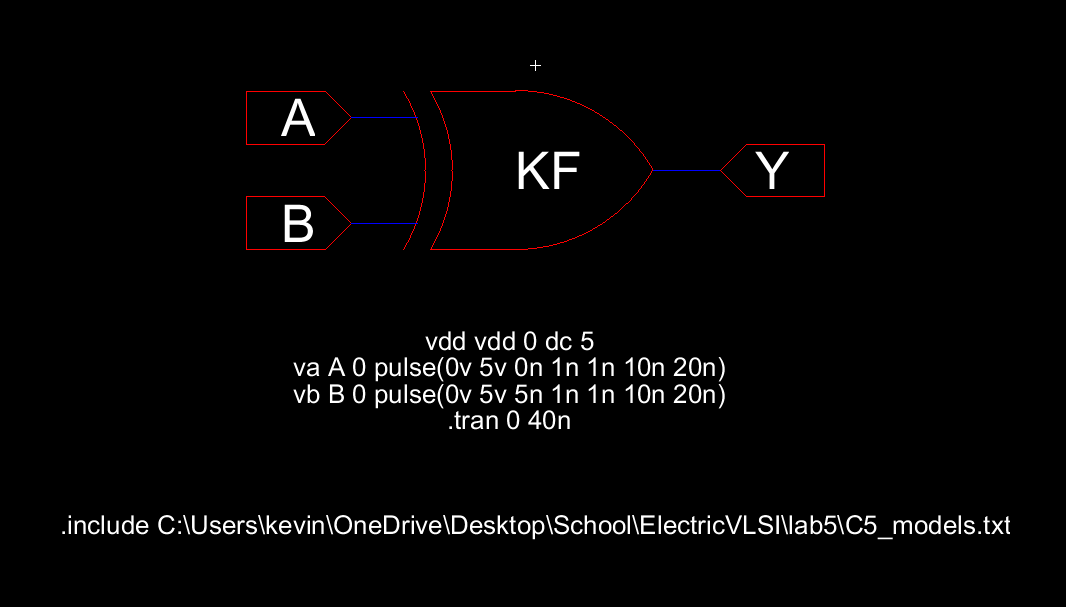 A
KF
Y
B
vdd vdd 0 dc 5
va A 0 pulse(0v 5v 0n 1n 1n 10n 20n)
vb B 0 pulse(0v 5v 5n 1n 1n 10n 20n)
.tran 0 40n
.include C:\Users\kevin\OneDrive\Desktop\School\ElectricVLSI\lab5\C5_models.txt